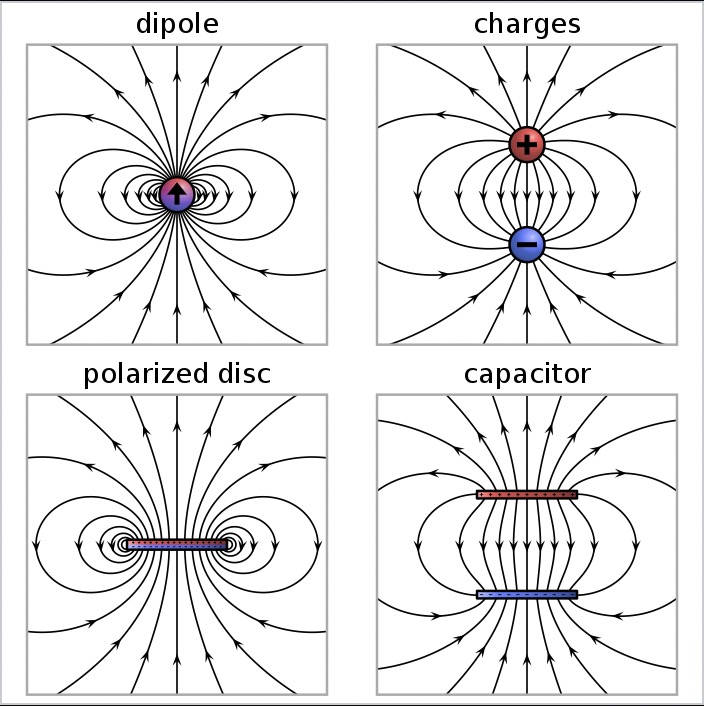 dipole
charges
+
−
polarized disc
capacitor